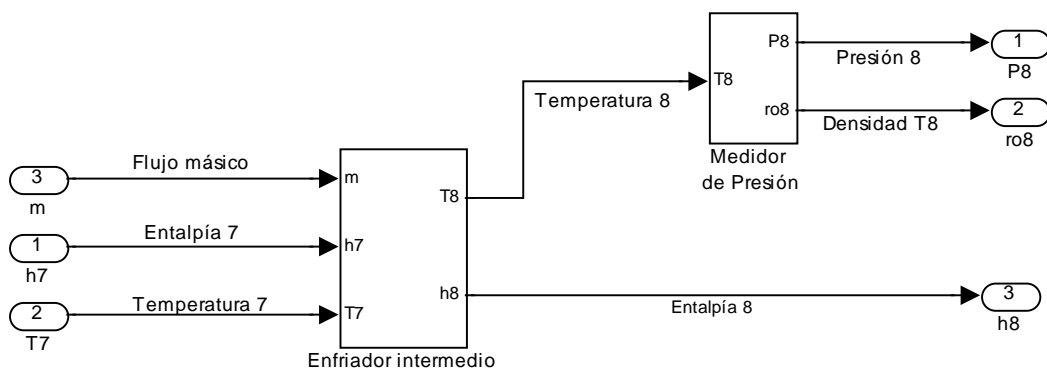 P8
Presión 8
1
P8
T8
Temperatura 8
ro8
Densidad T8
2
ro8
Medidor
de Presión
3
m
Flujo másico
m
T8
1
h7
Entalpía 7
h7
2
T7
Temperatura 7
T7
h8
Entalpía 8
3
h8
Enfriador intermedio